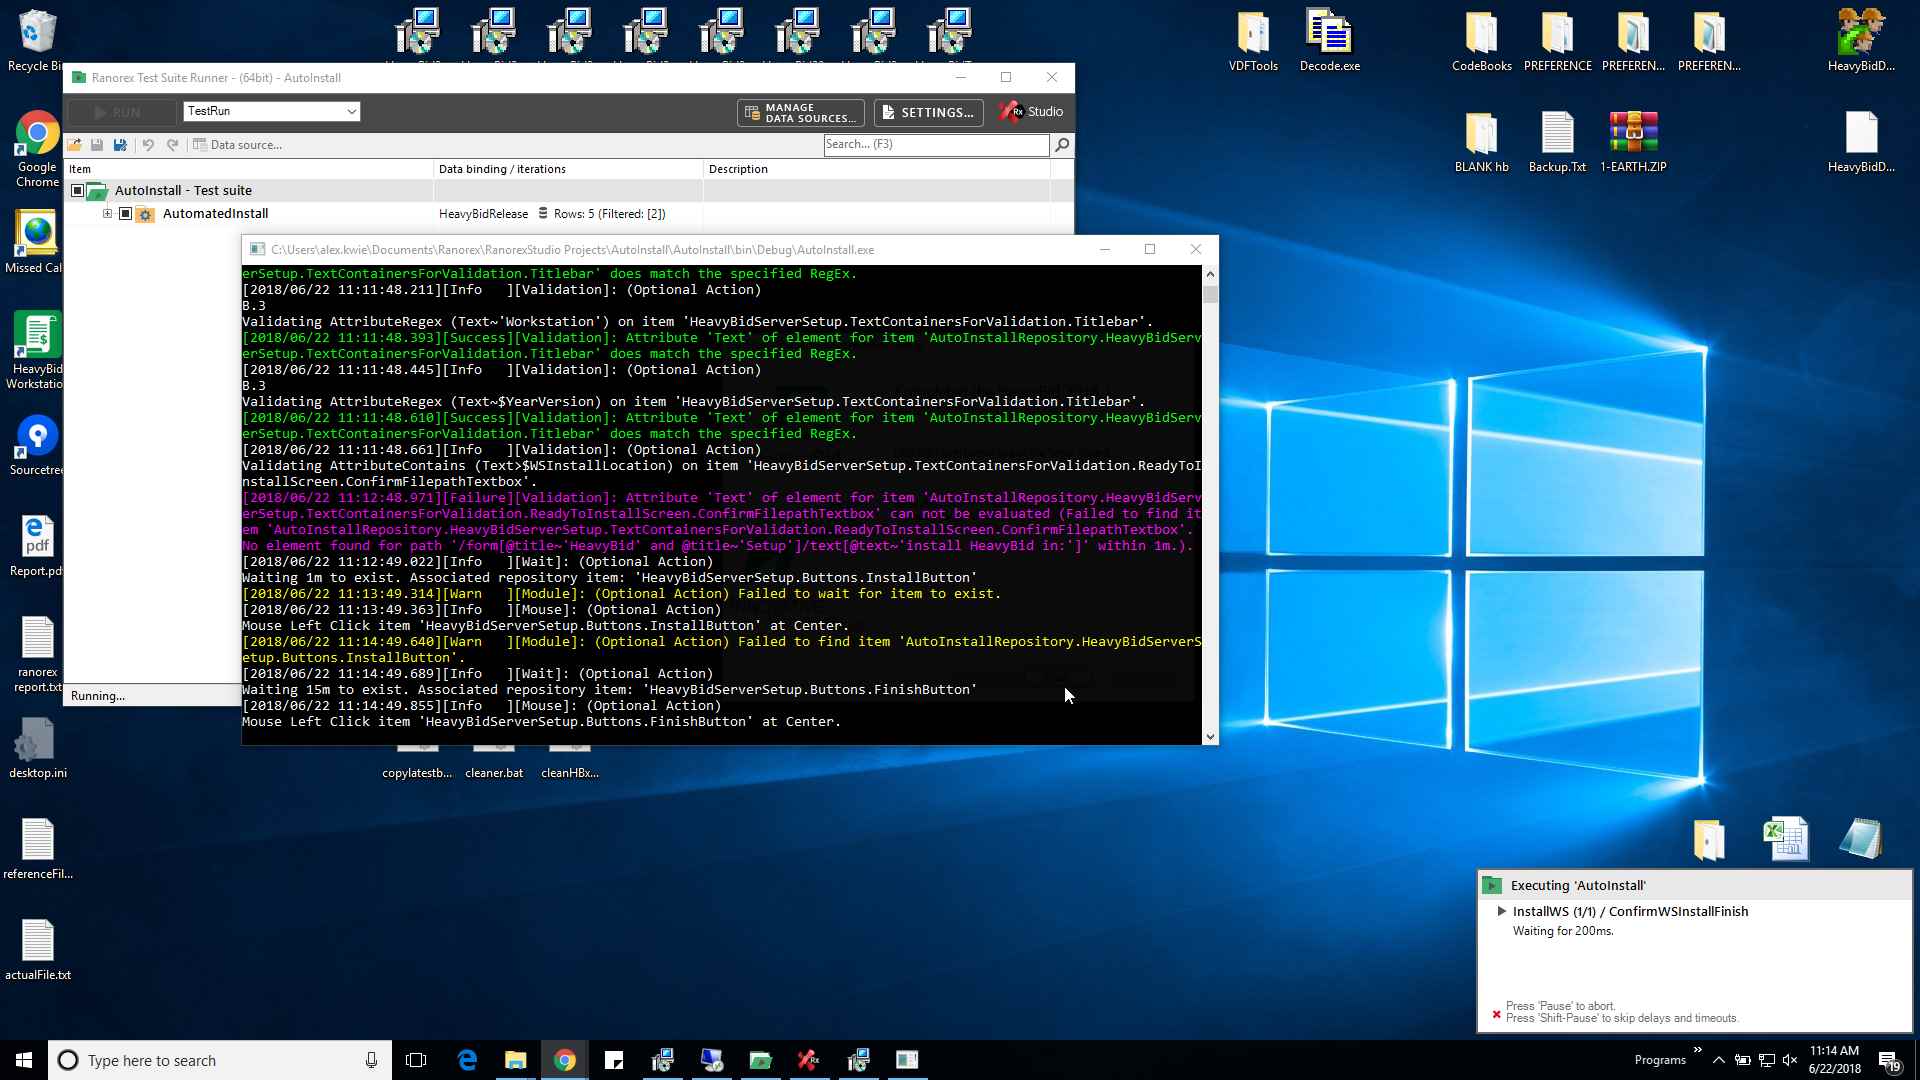 Recycle Bi
VDFTools
Decode.exe
CodeBooks
PREFERENCE
PREFEREN...
PREFEREN...
HeavyBidD...
Ranorex Test Suite Runner - (64bit) - AutoInstall
RUN
TestRun
MANAGE
DATA SOURCES...
SETTINGS...
Rx Studio
Data source...
Search... (F3)
Item
Data binding / iterations
Description
AutoInstall - Test suite
AutomatedInstall
HeavyBidRelease
Rows: 5 (Filtered: [2])
Google
Chrome
BLANK hb
Backup.Txt
1-EARTH.ZIP
HeavyBidD...
Missed Cal
HeavyBid
Workstatio
Sourcetree
pdf
Report.pd
ranorex
report.txt
desktop.ini
referenceFil...
actualFile.txt
C:\Users\alex.kwie\Documents\Ranorex\RanorexStudio Projects\AutoInstall\AutoInstall\bin\Debug\AutoInstall.exe
erSetup.TextContainersForValidation.Titlebar' does match the specified RegEx.
[2018/06/22 11:11:48.211][Info   ][Validation]: (Optional Action)
B.3
Validating AttributeRegex (Text~'Workstation') on item 'HeavyBidServerSetup.TextContainersForValidation.Titlebar'.
[2018/06/22 11:11:48.393][Success][Validation]: Attribute 'Text' of element for item 'AutoInstallRepository.HeavyBidServ
erSetup.TextContainersForValidation.Titlebar' does match the specified RegEx.
[2018/06/22 11:11:48.445][Info   ][Validation]: (Optional Action)
B.3
Validating AttributeRegex (Text~$YearVersion) on item 'HeavyBidServerSetup.TextContainersForValidation.Titlebar'.
[2018/06/22 11:11:48.610][Success][Validation]: Attribute 'Text' of element for item 'AutoInstallRepository.HeavyBidServ
erSetup.TextContainersForValidation.Titlebar' does match the specified RegEx.
[2018/06/22 11:11:48.661][Info   ][Validation]: (Optional Action)
Validating AttributeContains (Text>$WSInstallLocation) on item 'HeavyBidServerSetup.TextContainersForValidation.ReadyToI
nstallScreen.ConfirmFilepathTextbox'.
[2018/06/22 11:12:48.971][Failure][Validation]: Attribute 'Text' of element for item 'AutoInstallRepository.HeavyBidServ
erSetup.TextContainersForValidation.ReadyToInstallScreen.ConfirmFilepathTextbox' can not be evaluated (Failed to find it
em 'AutoInstallRepository.HeavyBidServerSetup.TextContainersForValidation.ReadyToInstallScreen.ConfirmFilepathTextbox'.
No element found for path '/form[@title~'HeavyBid' and @title~'Setup']/text[@text~'install HeavyBid in:']' within 1m.).
[2018/06/22 11:12:49.022][Info   ][Wait]: (Optional Action)
Waiting 1m to exist. Associated repository item: 'HeavyBidServerSetup.Buttons.InstallButton'
[2018/06/22 11:13:49.314][Warn   ][Module]: (Optional Action) Failed to wait for item to exist.
[2018/06/22 11:13:49.363][Info   ][Mouse]: (Optional Action)
Mouse Left Click item 'HeavyBidServerSetup.Buttons.InstallButton' at Center.
[2018/06/22 11:14:49.640][Warn   ][Module]: (Optional Action) Failed to find item 'AutoInstallRepository.HeavyBidServerS
etup.Buttons.InstallButton'.
[2018/06/22 11:14:49.689][Info   ][Wait]: (Optional Action)
Waiting 15m to exist. Associated repository item: 'HeavyBidServerSetup.Buttons.FinishButton'
[2018/06/22 11:14:49.855][Info   ][Mouse]: (Optional Action)
Mouse Left Click item 'HeavyBidServerSetup.Buttons.FinishButton' at Center.
Running...
copylatestb...
cleaner.bat
cleanHBx...
Executing 'AutoInstall'
InstallWS (1/1) / ConfirmWSInstallFinish
Waiting for 200ms.
Press 'Pause' to abort.
Press 'Shift-Pause' to skip delays and timeouts.
Type here to search
Programs
11:14 AM
6/22/2018
19